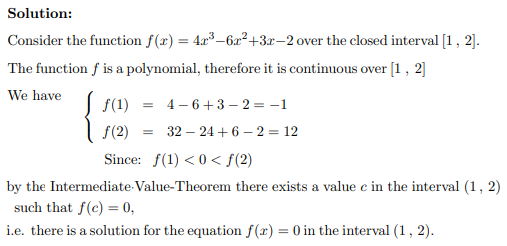 Solution:
Consider the function f(x) = 4x³–6x²+3x–2 over the closed interval [1 , 2].
The function f is a polynomial, therefore it is continuous over [1 , 2]
We have { f(1) = 4 – 6 + 3 – 2 = –1
f(2) = 32 – 24 + 6 – 2 = 12
Since: f(1) < 0 < f(2)
by the Intermediate-Value-Theorem there exists a value c in the interval (1 , 2)
such that f(c) = 0,
i.e. there is a solution for the equation f(x) = 0 in the interval (1 , 2).